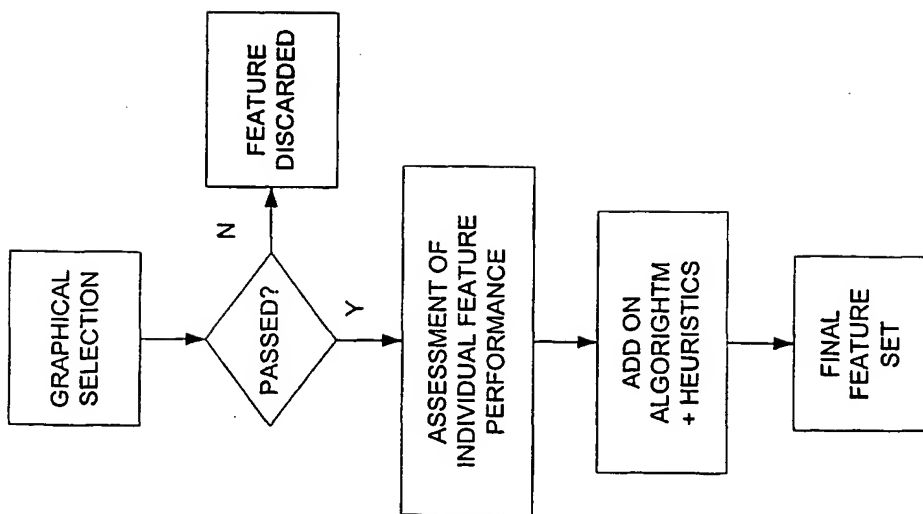 GRAPHICAL
SELECTION
PASSED?
N
FEATURE
DISCARDED
Y
ASSESSMENT OF
INDIVIDUAL FEATURE
PERFORMANCE
ADD ON
ALGORIGHTM
+ HEURISTICS
FINAL
FEATURE
SET